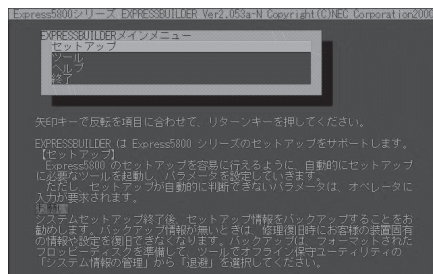 Express5800シリーズ EXPRESSBUILDER Ver2.053a-N Copyright(C)NEC Corporation2000
EXPRESSBUILDERメインメニュー
セットアップ
ツール
ヘルプ
終了
矢印キーで反転を項目に合わせて、リターンキーを押してください。
EXPRESSBUILDER は Express5800 シリーズのセットアップをサポートします。
【セットアップ】
Express5800 のセットアップを容易に行えるように、自動的にセットアップ
に必要なツールを起動し、パラメータを設定していきます。
ただし、セットアップが自動的に判断できないパラメータは、オペレータに
入力が要求されます。
システムセットアップ終了後、セットアップ情報をバックアップすることをお
勧めします。バックアップ情報が無いときは、修理復旧時にお客様の装置固有
の情報や設定を復旧できなくなります。バックアップは、フォーマットされた
フロッピーディスクを準備して、ツールでオフライン保守ユーティリティの
「システム情報の管理」から「退避」を選択してください。